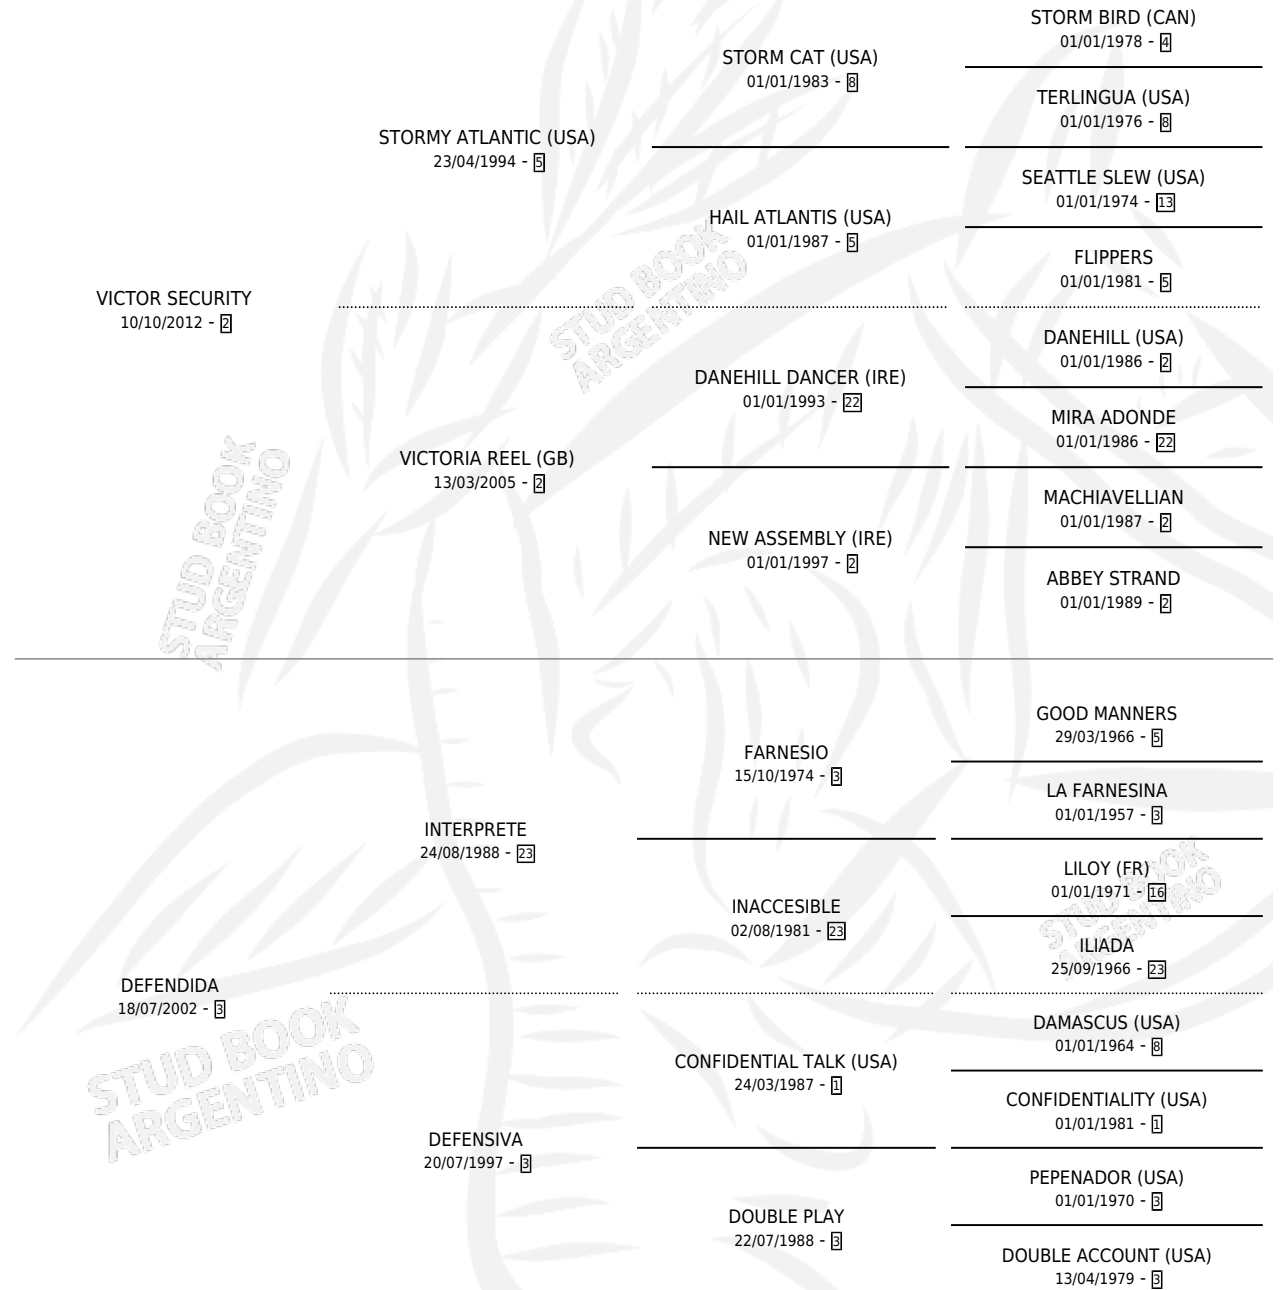 STORM BIRD (CAN)
01/01/1978 - 4
STORM CAT (USA)
01/01/1983 - 8
TERLINGUA (USA)
01/01/1976 - 8
STORMY ATLANTIC (USA)
23/04/1994 - 5
SEATTLE SLEW (USA)
01/01/1974 - 13
HAIL ATLANTIS (USA)
01/01/1987 - 5
FLIPPERS
01/01/1981 - 5
VICTOR SECURITY
10/10/2012 - 2
DANEHILL (USA)
01/01/1986 - 2
DANEHILL DANCER (IRE)
01/01/1993 - 22
MIRA ADONDE
01/01/1986 - 22
VICTORIA REEL (GB)
13/03/2005 - 2
MACHIAVELLIAN
01/01/1987 - 2
NEW ASSEMBLY (IRE)
01/01/1997 - 2
ABBEY STRAND
01/01/1989 - 2
GOOD MANNERS
29/03/1966 - 5
FARNESIO
15/10/1974 - 3
LA FARNESINA
01/01/1957 - 3
INTERPRETE
24/08/1988 - 23
LILOY (FR)
01/01/1971 - 16
INACCESIBLE
02/08/1981 - 23
ILIADA
25/09/1966 - 23
DEFENDIDA
18/07/2002 - 3
DAMASCUS (USA)
01/01/1964 - 8
CONFIDENTIAL TALK (USA)
24/03/1987 - 1
CONFIDENTIALITY (USA)
01/01/1981 - 1
DEFENSIVA
20/07/1997 - 3
PEPENADOR (USA)
01/01/1970 - 3
DOUBLE PLAY
22/07/1988 - 3
DOUBLE ACCOUNT (USA)
13/04/1979 - 3
STUD BOOK
ARGENTINO
STUD BOOK
ARGENTINO
STUD BOOK
ARGENTINO
STUD BOOK
ARGENTINO